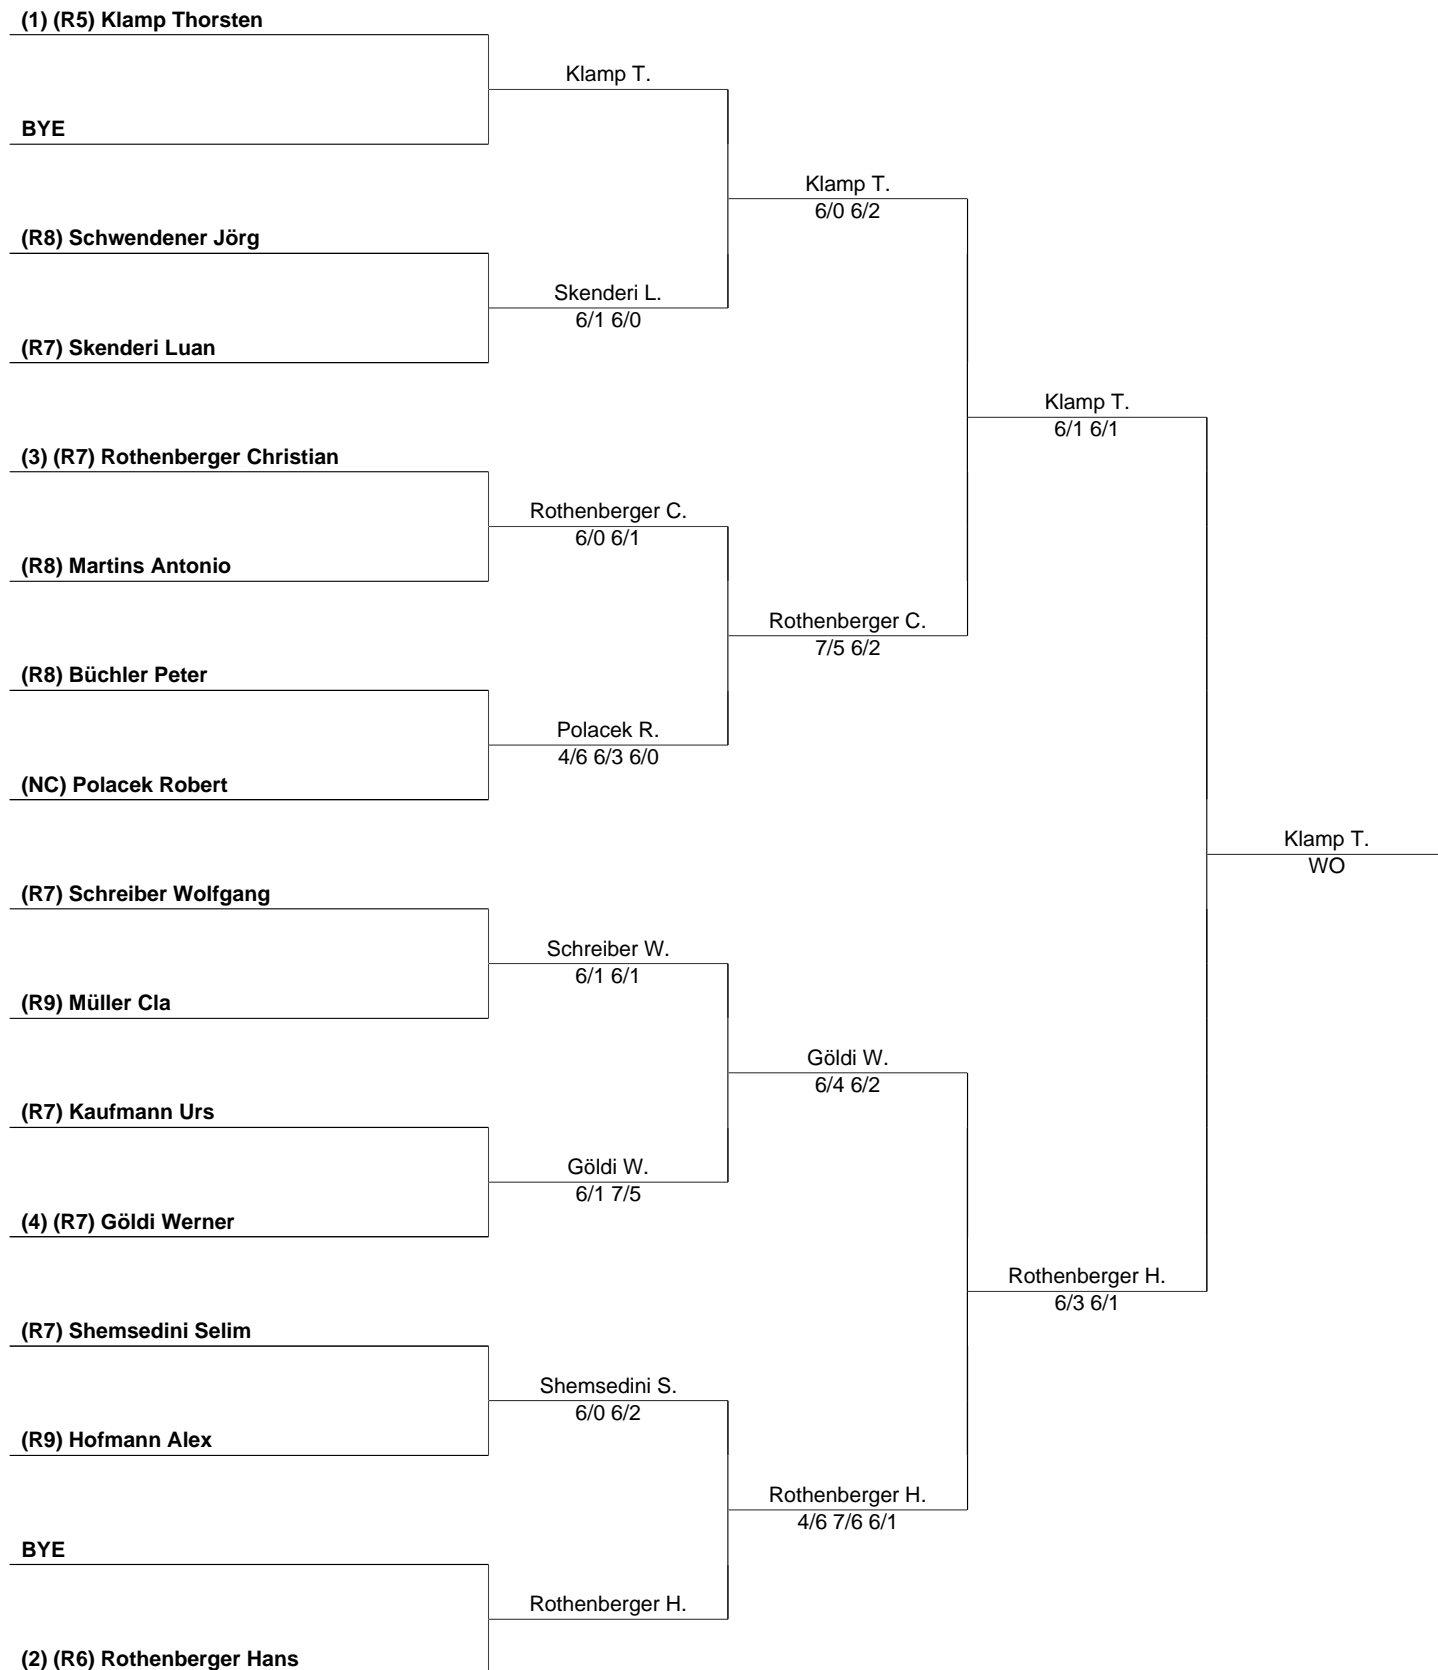 (1) (R5) Klamp Thorsten
Klamp T.
BYE
Klamp T.
6/0 6/2
(R8) Schwendener Jörg
Skenderi L.
6/1 6/0
(R7) Skenderi Luan
Klamp T.
6/1 6/1
(3) (R7) Rothenberger Christian
Rothenberger C.
6/0 6/1
(R8) Martins Antonio
Rothenberger C.
7/5 6/2
(R8) Büchler Peter
Polacek R.
4/6 6/3 6/0
(NC) Polacek Robert
Klamp T.
WO
(R7) Schreiber Wolfgang
Schreiber W.
6/1 6/1
(R9) Müller Cla
Göldi W.
6/4 6/2
(R7) Kaufmann Urs
Göldi W.
6/1 7/5
(4) (R7) Göldi Werner
Rothenberger H.
6/3 6/1
(R7) Shemsedini Selim
Shemsedini S.
6/0 6/2
(R9) Hofmann Alex
Rothenberger H.
4/6 7/6 6/1
BYE
Rothenberger H.
(2) (R6) Rothenberger Hans